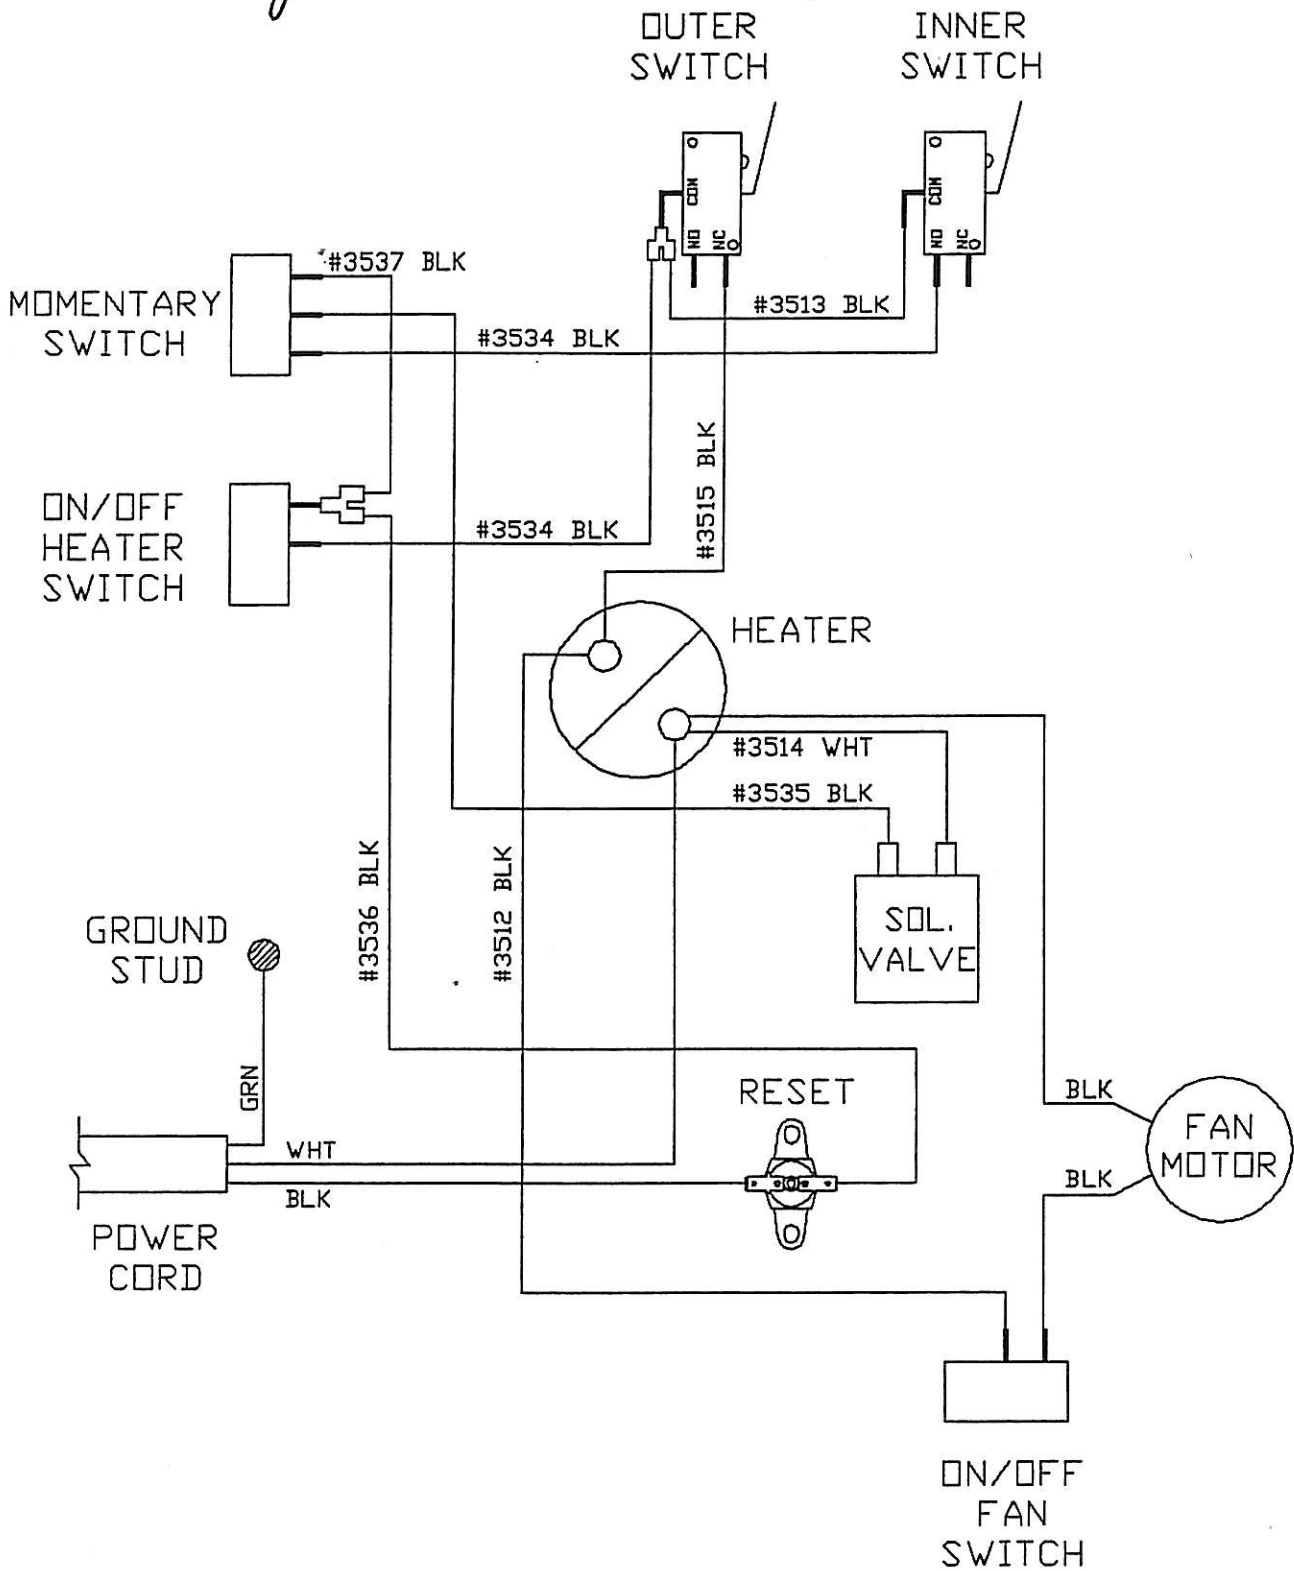 OUTER
SWITCH
INNER
SWITCH
COM
NO
NC
COM
NO
NC
#3537 BLK
MOMENTARY
SWITCH
#3513 BLK
#3534 BLK
#3515 BLK
ON/OFF
HEATER
SWITCH
#3534 BLK
HEATER
#3514 WHT
#3535 BLK
#3536 BLK
#3512 BLK
SOL.
VALVE
GROUND
STUD
GRN
RESET
BLK
FAN
MOTOR
BLK
WHT
BLK
POWER
CORD
ON/OFF
FAN
SWITCH